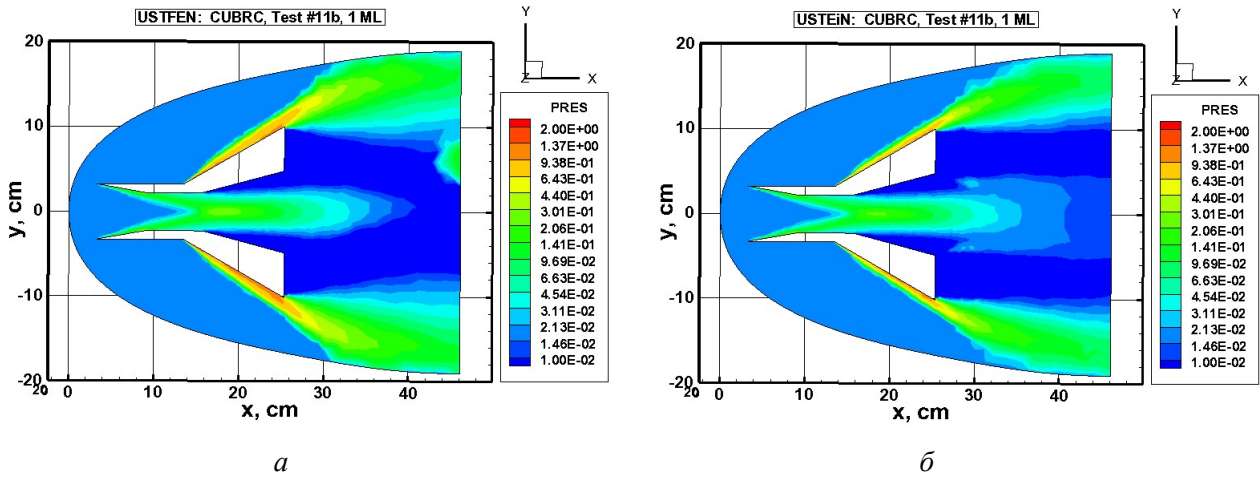 USTFEN: CUBRC, Test #11b, 1 ML
Y
Z X
PRES
2.00E+00
1.37E+00
9.38E-01
6.43E-01
4.40E-01
3.01E-01
2.06E-01
1.41E-01
9.69E-02
6.63E-02
4.54E-02
3.11E-02
2.13E-02
1.46E-02
1.00E-02
20
10
0
-10
-20
y, cm
0 10 20 30 40
x, cm
а
USTEiN: CUBRC, Test #11b, 1 ML
Y
Z X
PRES
2.00E+00
1.37E+00
9.38E-01
6.43E-01
4.40E-01
3.01E-01
2.06E-01
1.41E-01
9.69E-02
6.63E-02
4.54E-02
3.11E-02
2.13E-02
1.46E-02
1.00E-02
20
10
0
-10
-20
y, cm
0 10 20 30 40
x, cm
б